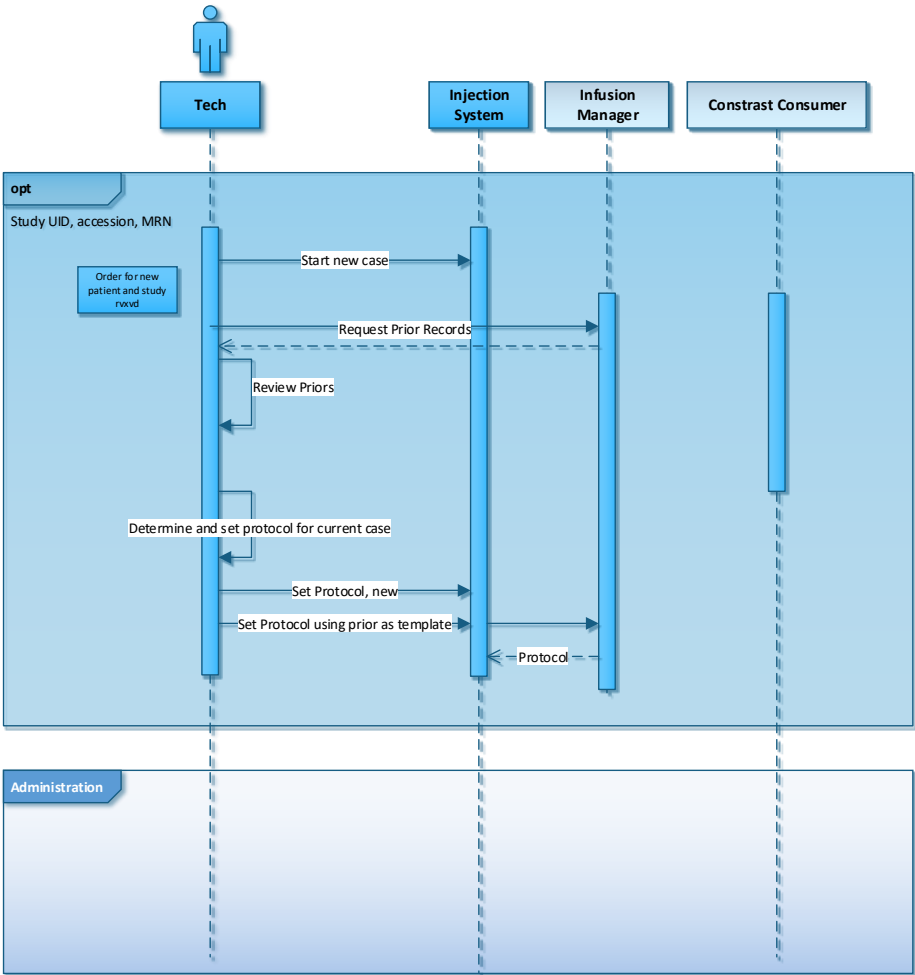 Tech
Injection
System
Infusion
Manager
Constrast Consumer
opt
Study UID, accession, MRN
Start new case
Order for new
patient and study
rvxvd
Request Prior Records
Review Priors
Determine and set protocol for current case
Set Protocol, new
Set Protocol using prior as template
Protocol
Administration